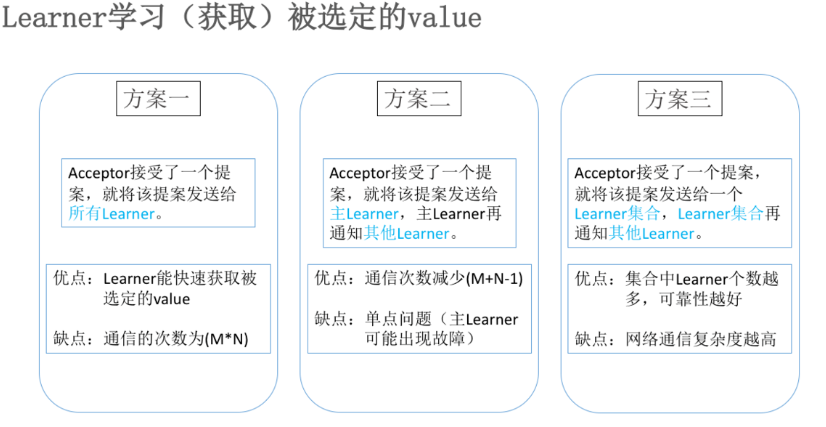 Learner学习（获取）被选定的value
方案一
Acceptor接受了一个提
案，就将该提案发送给
所有Learner。
优点：Learner能快速获取被
选定的value
缺点：通信的次数为(M*N)
方案二
Acceptor接受了一个提
案，就将该提案发送给
主Learner，主Learner再
通知其他Learner。
优点：通信次数减少(M+N-1)
缺点：单点问题（主Learner
可能出现故障）
方案三
Acceptor接受了一个提案，
就将该提案发送给一个
Learner集合，Learner集合再
通知其他Learner。
优点：集合中Learner个数越
多，可靠性越好
缺点：网络通信复杂度越高